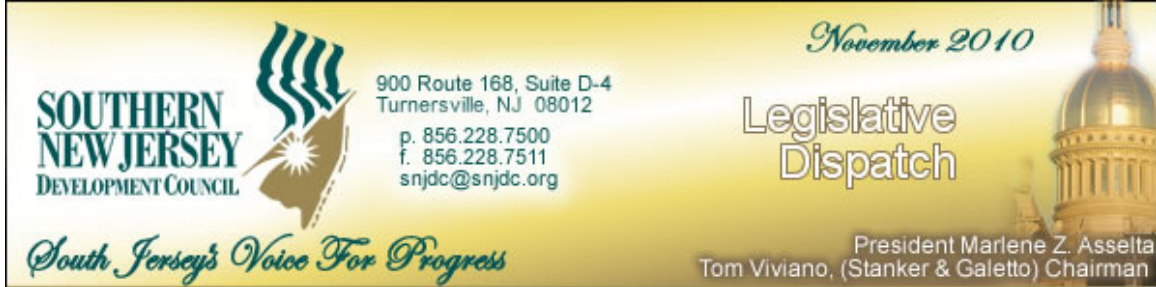 SOUTHERN
NEW JERSEY
DEVELOPMENT COUNCIL
South Jersey's Voice For Progress
900 Route 168, Suite D-4
Turnersville, NJ 08012
p. 856.228.7500
f. 856.228.7511
snjdc@snjdc.org
November 2010
Legislative
Dispatch
President Marlene Z. Asselta
Tom Viviano, (Stanker & Galetto) Chairman